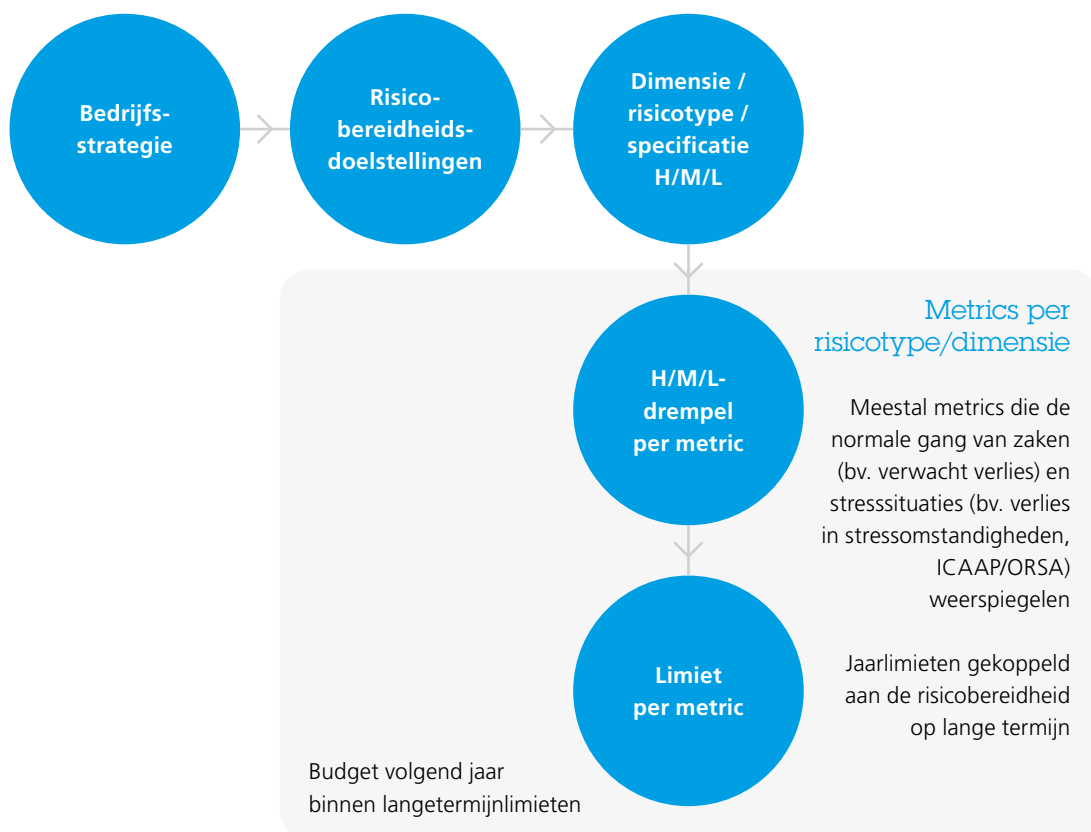 Bedrijfs-
strategie
Risico-
bereidheids-
doelstellingen
Dimensie /
risicotype /
specificatie
H/M/L
Metrics per
risicotype/dimensie
H/M/L-
drempel
per metric
Meestal metrics die de
normale gang van zaken
(bv. verwacht verlies) en
stresssituaties (bv. verlies
in stressomstandigheden,
ICAAP/ORSA)
weerspiegelen
Limiet
per metric
Jaarlimieten gekoppeld
aan de risicobereidheid
op lange termijn
Budget volgend jaar
binnen langetermijnlimieten